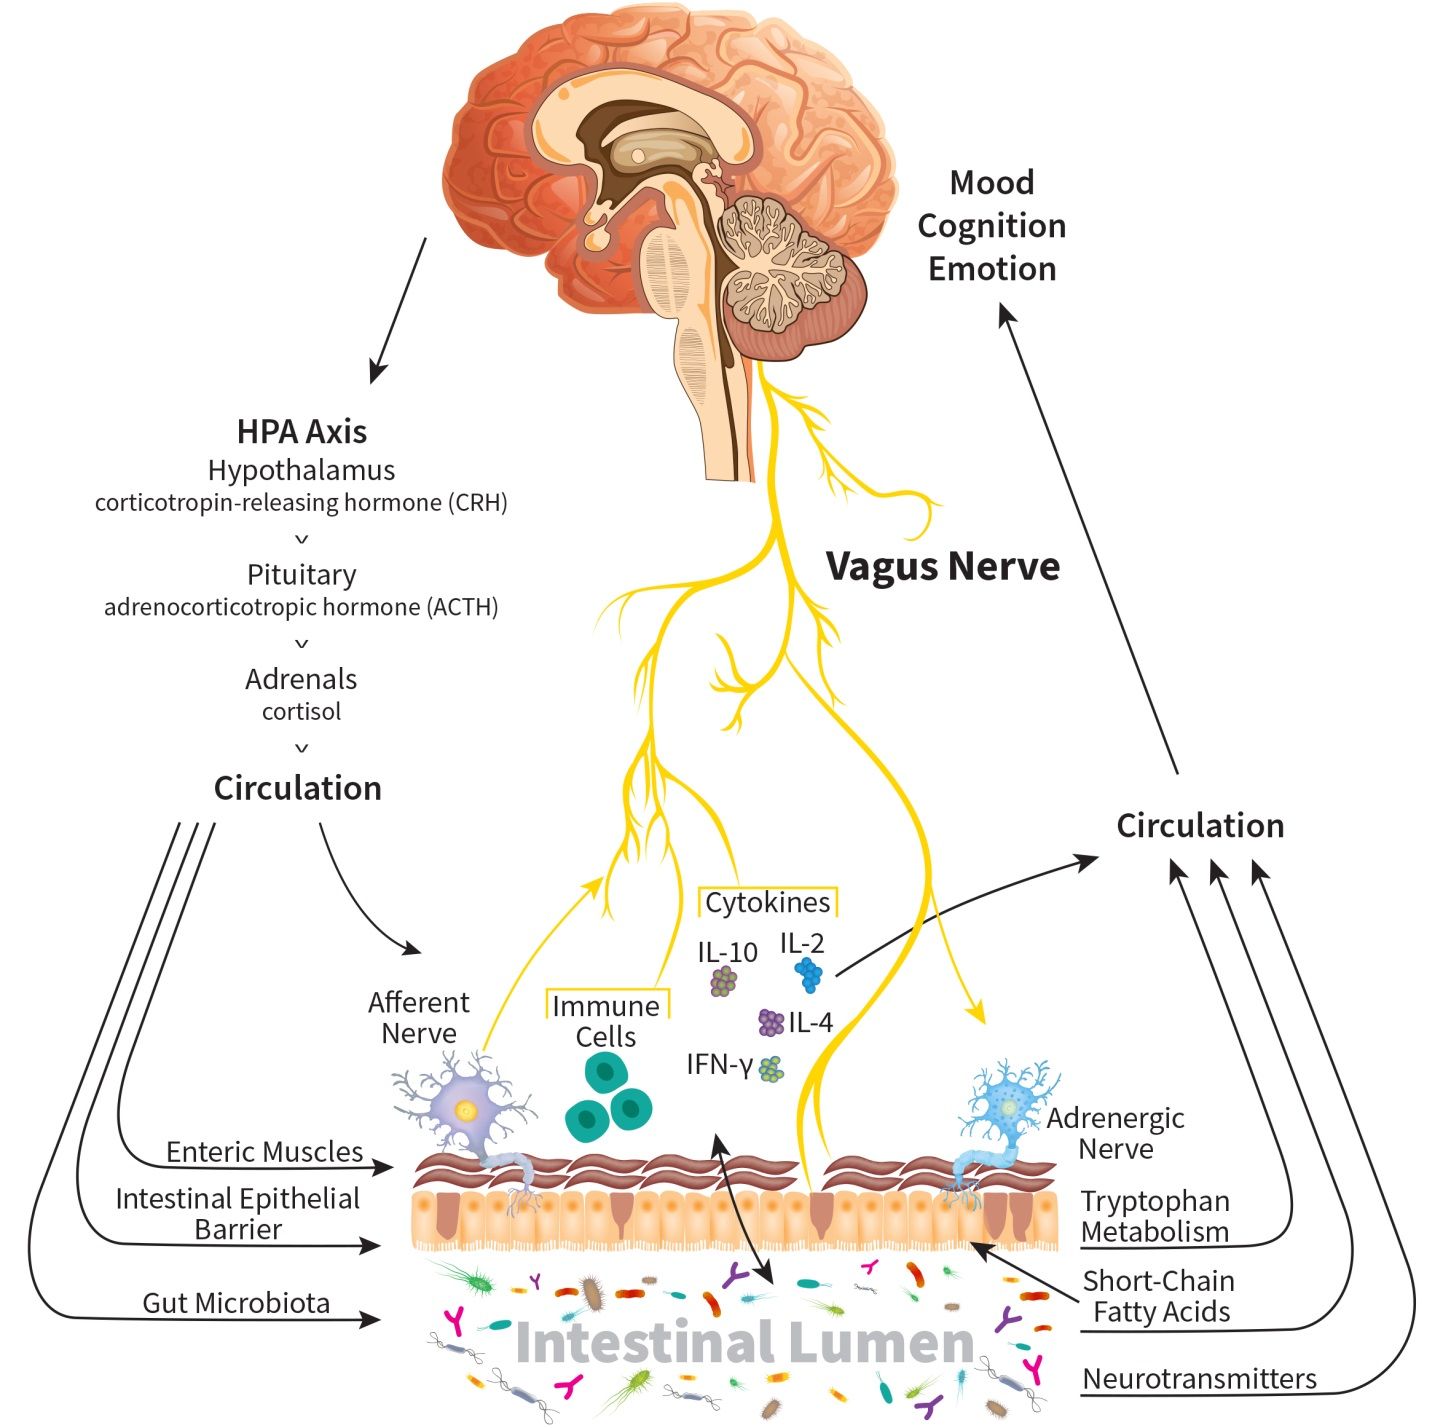 Mood
Cognition
Emotion
HPA Axis
Hypothalamus
corticotropin-releasing hormone (CRH)
Pituitary
adrenocorticotropic hormone (ACTH)
Adrenals
cortisol
Circulation
Vagus Nerve
Circulation
Cytokines
IL-10
IL-2
IL-4
IFN-γ
Afferent
Nerve
Immune
Cells
Adrenergic
Nerve
Enteric Muscles
Intestinal Epithelial
Barrier
Gut Microbiota
Tryptophan
Metabolism
Short-Chain
Fatty Acids
Neurotransmitters
Intestinal Lumen